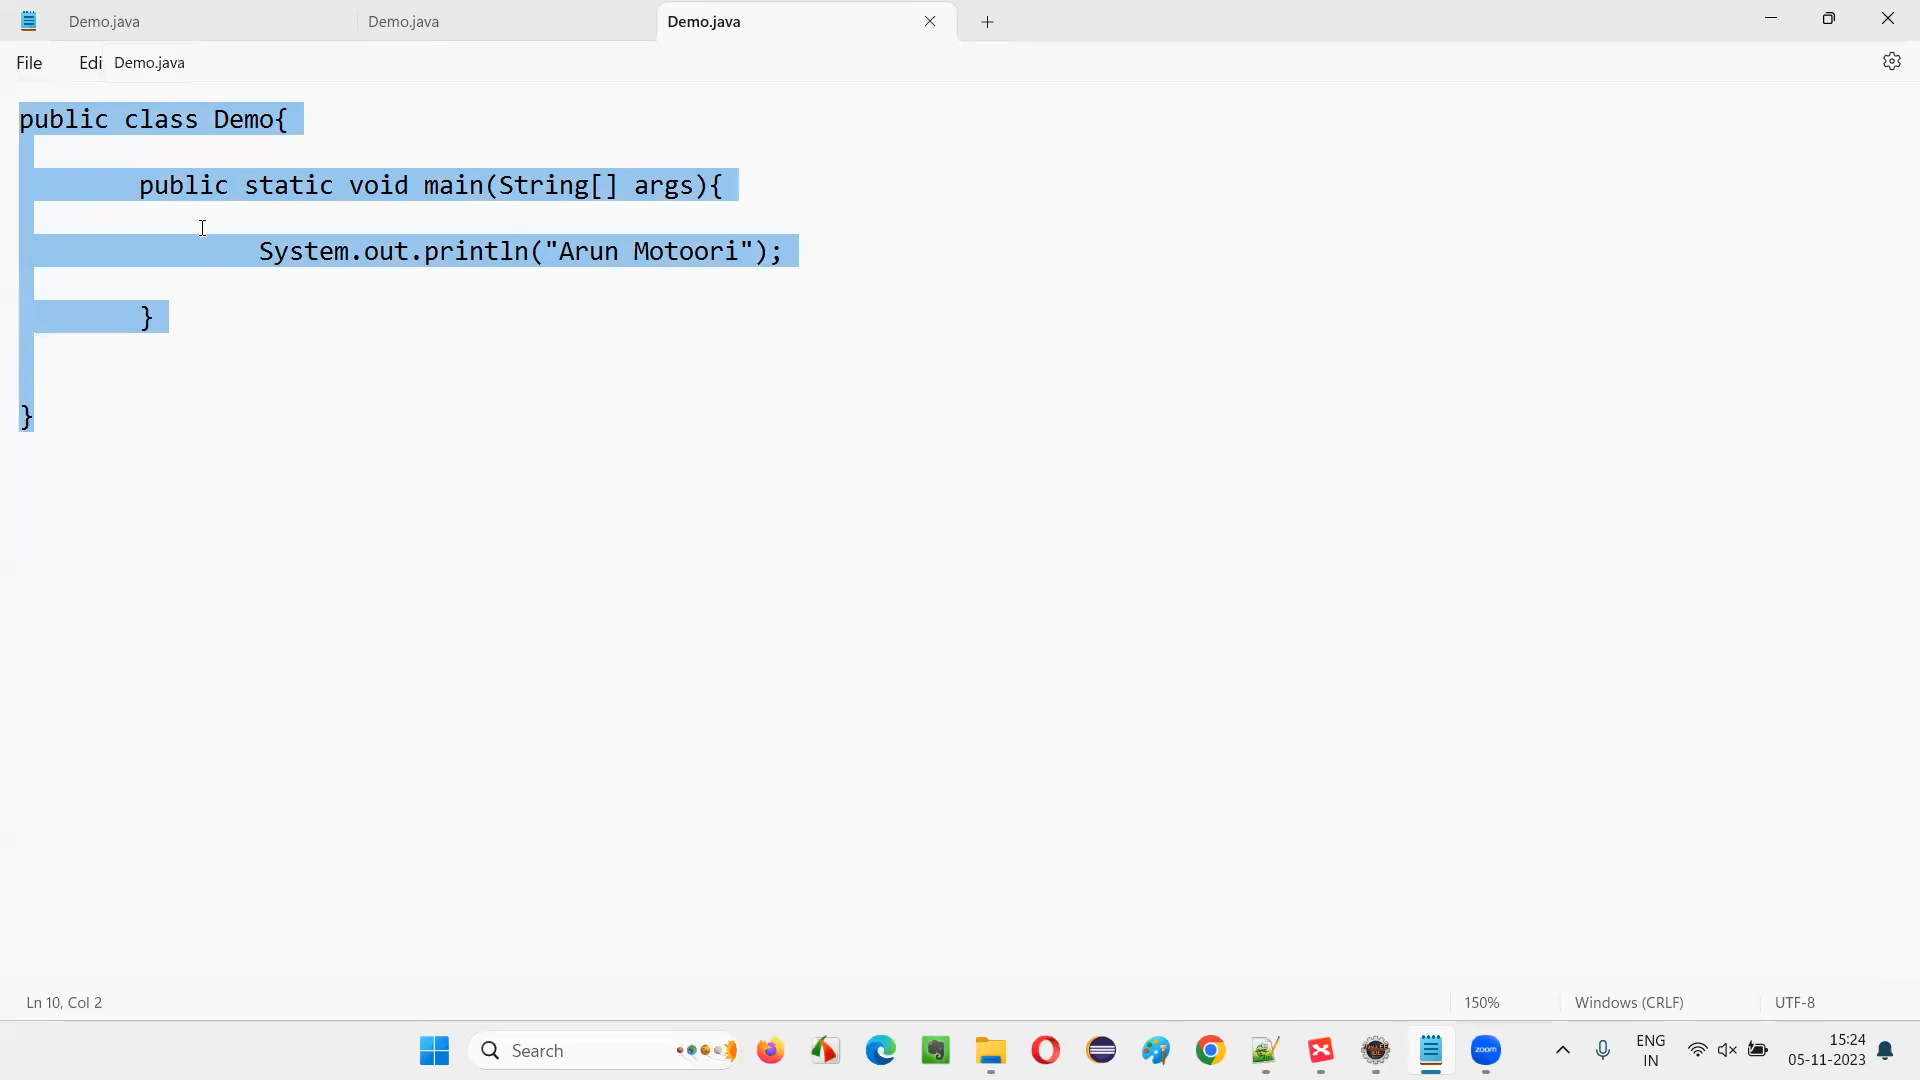 Demo.java
Demo.java
Demo.java
File
Edi
Demo.java
public class Demo{
public static void main(String[] args){
System.out.println("Arun Motoori");
}
}
Ln 10, Col 2
150%
Windows (CRLF)
UTF-8
Search
zoom
ENG
IN
15:24
05-11-2023